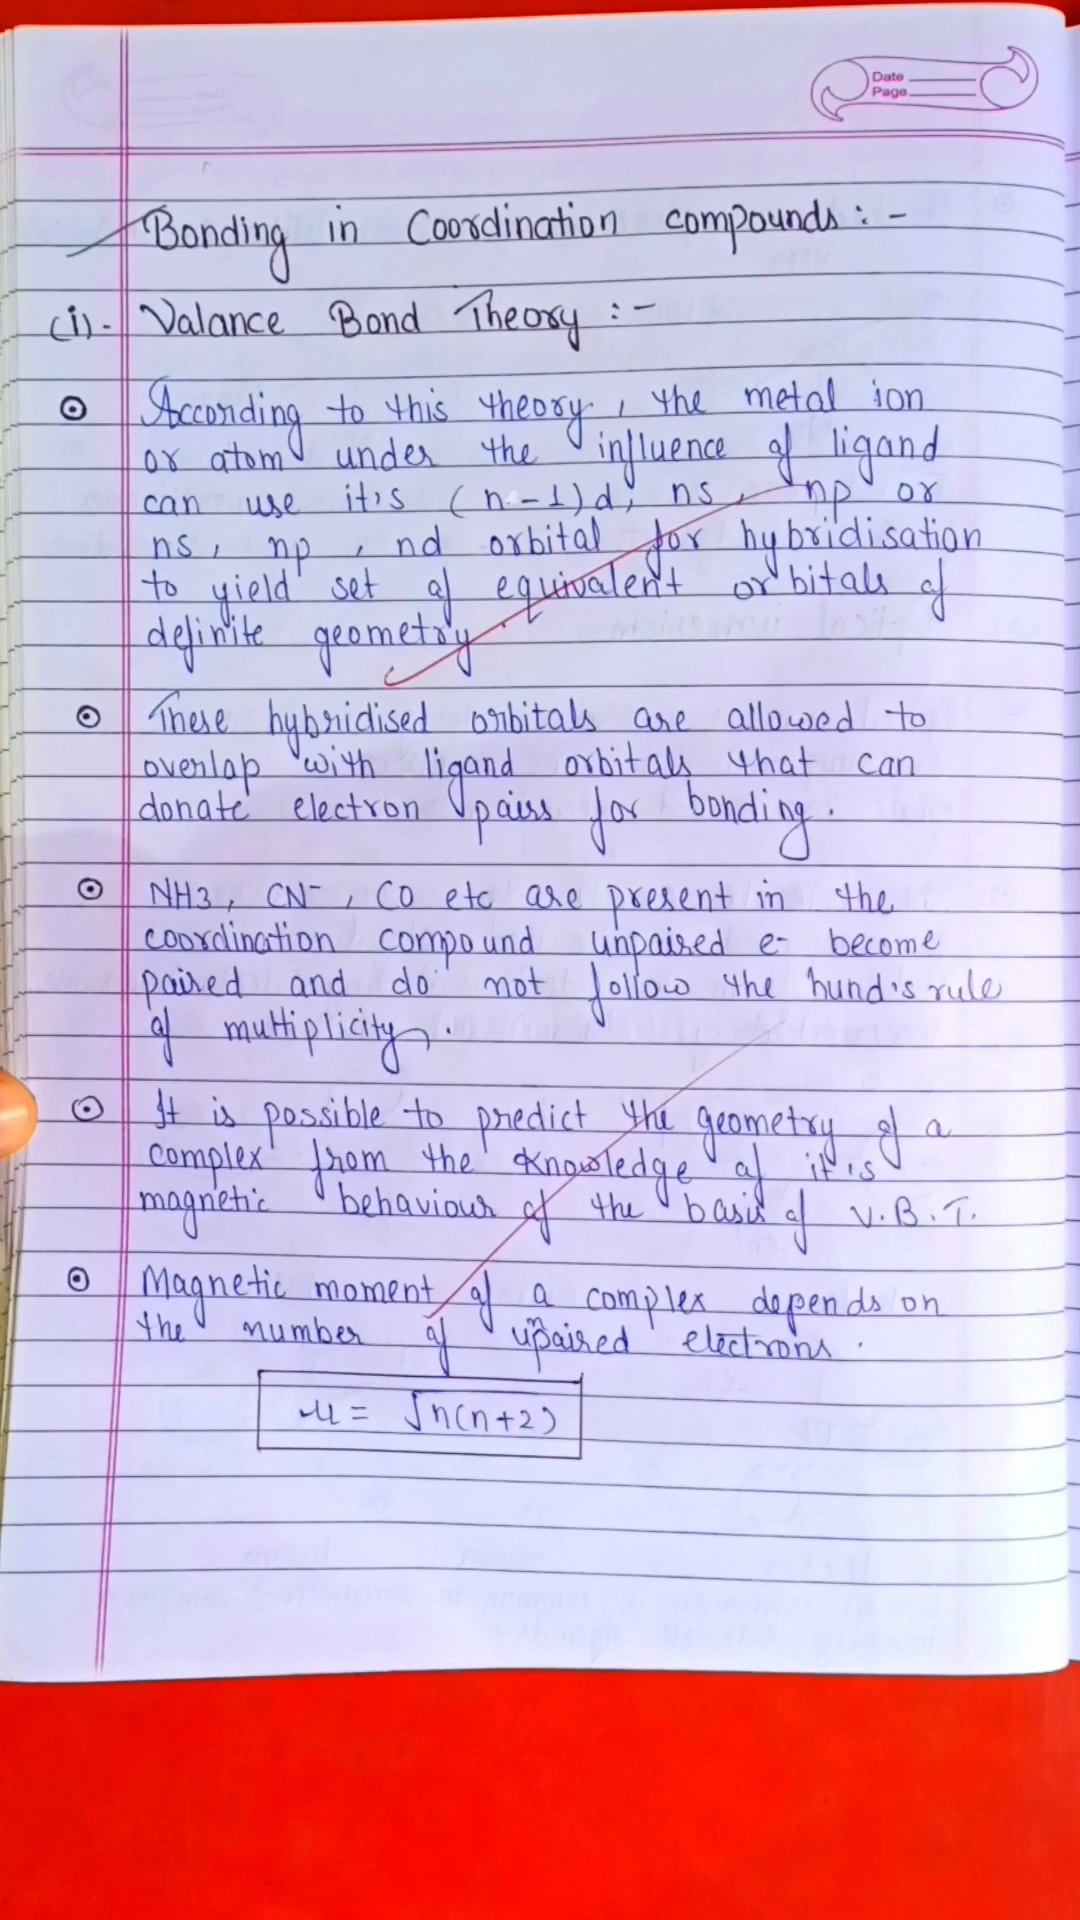 Date
Page
Bonding in Coordination compounds :-
(i).- Valance Bond Theory :-
According to this theory, the metal ion
or atom under the influence of ligand
can use it's (n-1)d, ns, np or
ns, np, nd orbital for hybridisation
to yield set of equivalent orbitals of
definite geometry.
These hybridised orbitals are allowed to
overlap with ligand orbitals that can
donate electron pairs for bonding.
NH3, CN⁻, CO etc are present in the
coordination compound unpaired e- become
paired and do not follow the hund's rule
of multiplicity.
It is possible to predict the geometry of a
complex from the knowledge of it's
magnetic behaviour of the basis of V.B.T.
Magnetic moment of a complex depends on
the number of unpaired electrons.
μ = √n(n+2)